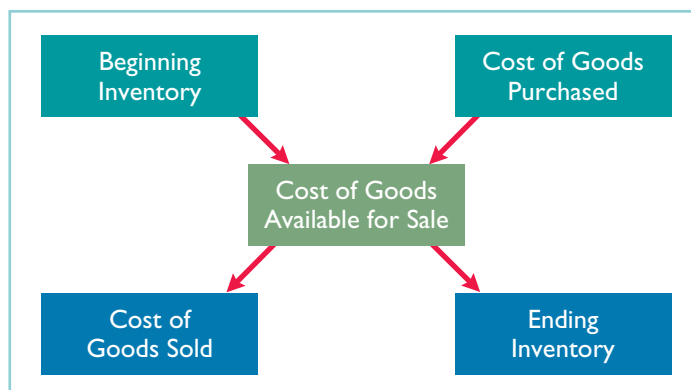 Beginning
Inventory
Cost of Goods
Purchased
Cost of Goods
Available for Sale
Cost of
Goods Sold
Ending
Inventory